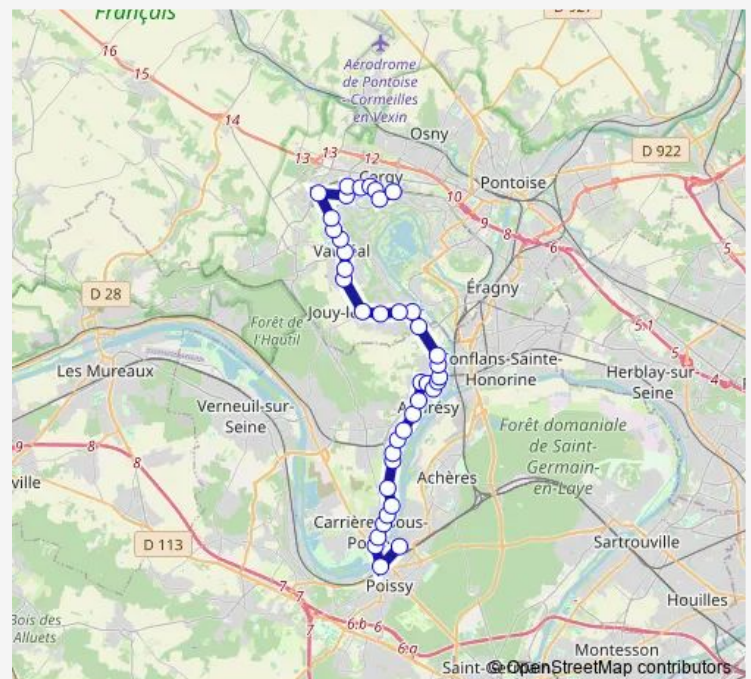 Français
16
15
Aérodrome
de Pontoise
- Cormeilles
en Vexin
14
Osny
13
13
12
Cergy
D 922
10
Pontoise
9
8
6
5
Vauréal
D 28
Éragny
Jouy-le
Forêt de
l'Hautil
5.1
5
Les Mureaux
Conflans-Sainte-
Honorine
Herblay-sur-
Seine
4
Verneuil-sur-
Seine
Andrésy
Forêt domaniale
de Saint-
Germain-
en-Laye
9
8
8
ville
Achères
Carrières-sous-
D 113
Sartrouville
7
7
Poissy
Houilles
7
6.b
6
6.a
Bois des
Alluets
Montesson
© OpenStreetMap contributors